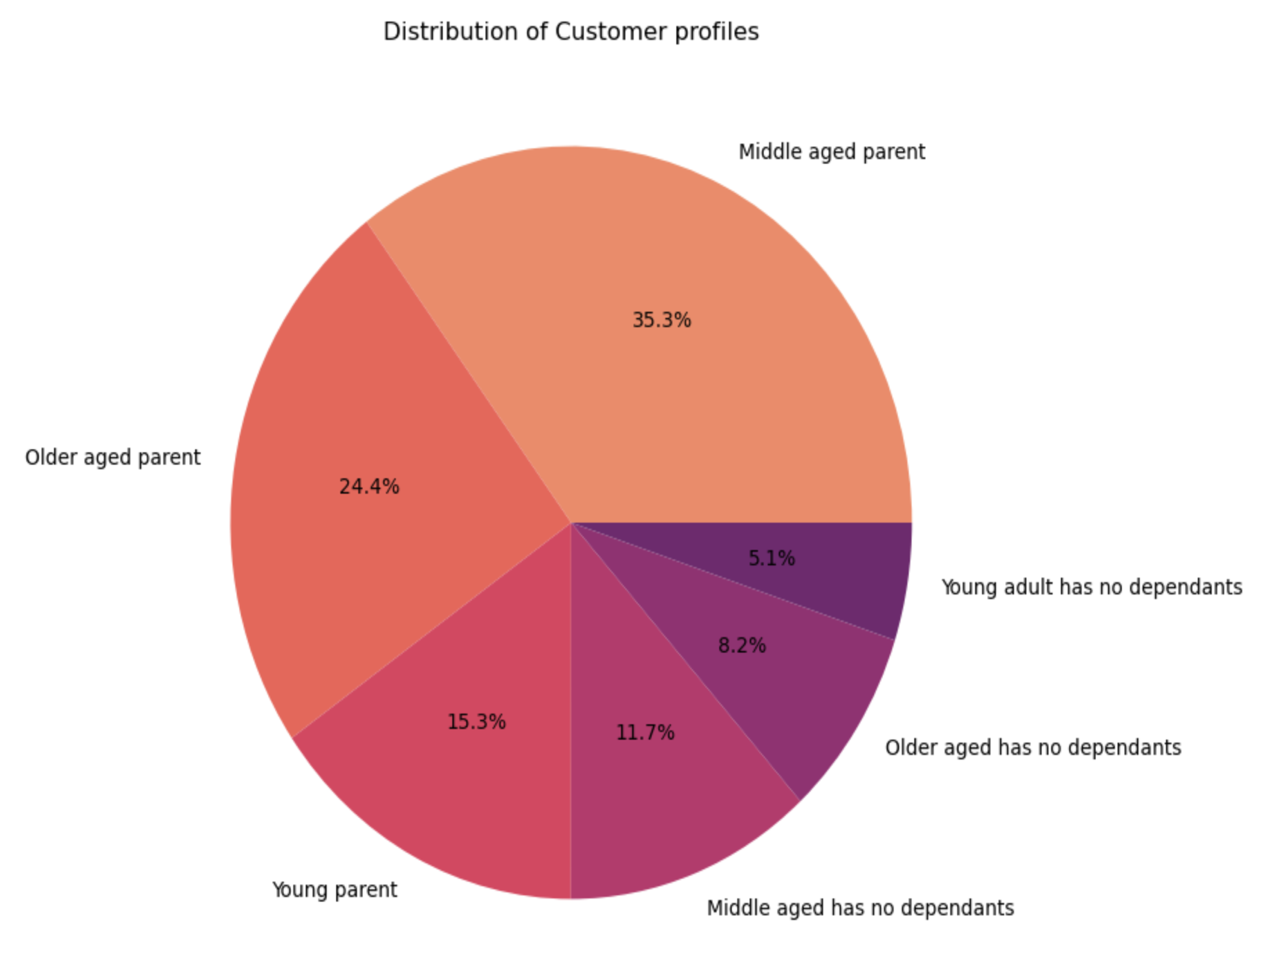 Distribution of Customer profiles
Middle aged parent
35.3%
Older aged parent
24.4%
5.1%
Young adult has no dependants
8.2%
15.3%
11.7%
Older aged has no dependants
Young parent
Middle aged has no dependants